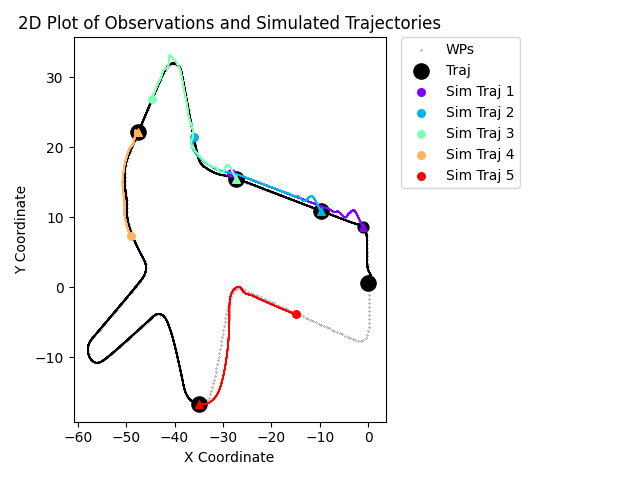 2D Plot of Observations and Simulated Trajectories
WPs
Traj
Sim Traj 1
Sim Traj 2
Sim Traj 3
Sim Traj 4
Sim Traj 5
Y Coordinate
30
20
10
0
−10
−60 −50 −40 −30 −20 −10 0
X Coordinate